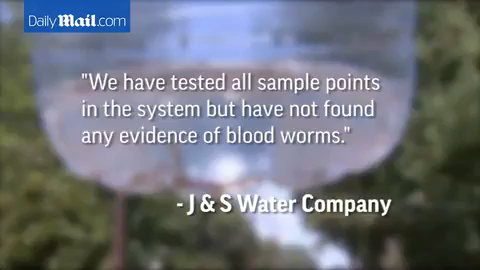 DailyMail.com
"We have tested all sample points
in the system but have not found
any evidence of blood worms."
- J & S Water Company